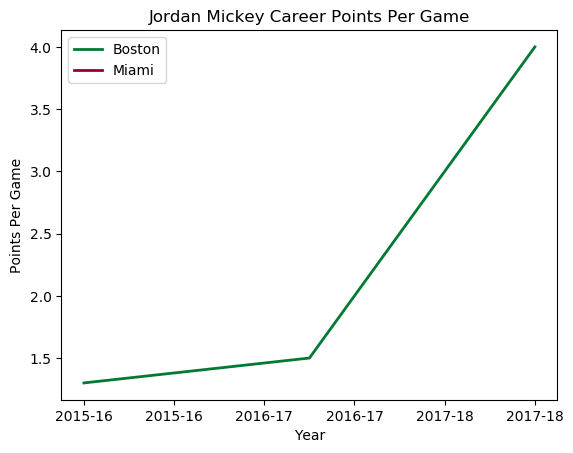 Jordan Mickey Career Points Per Game
Boston
Miami
4.0
3.5
3.0
2.5
2.0
1.5
Points Per Game
2015-16 2015-16 2016-17 2016-17 2017-18 2017-18
Year